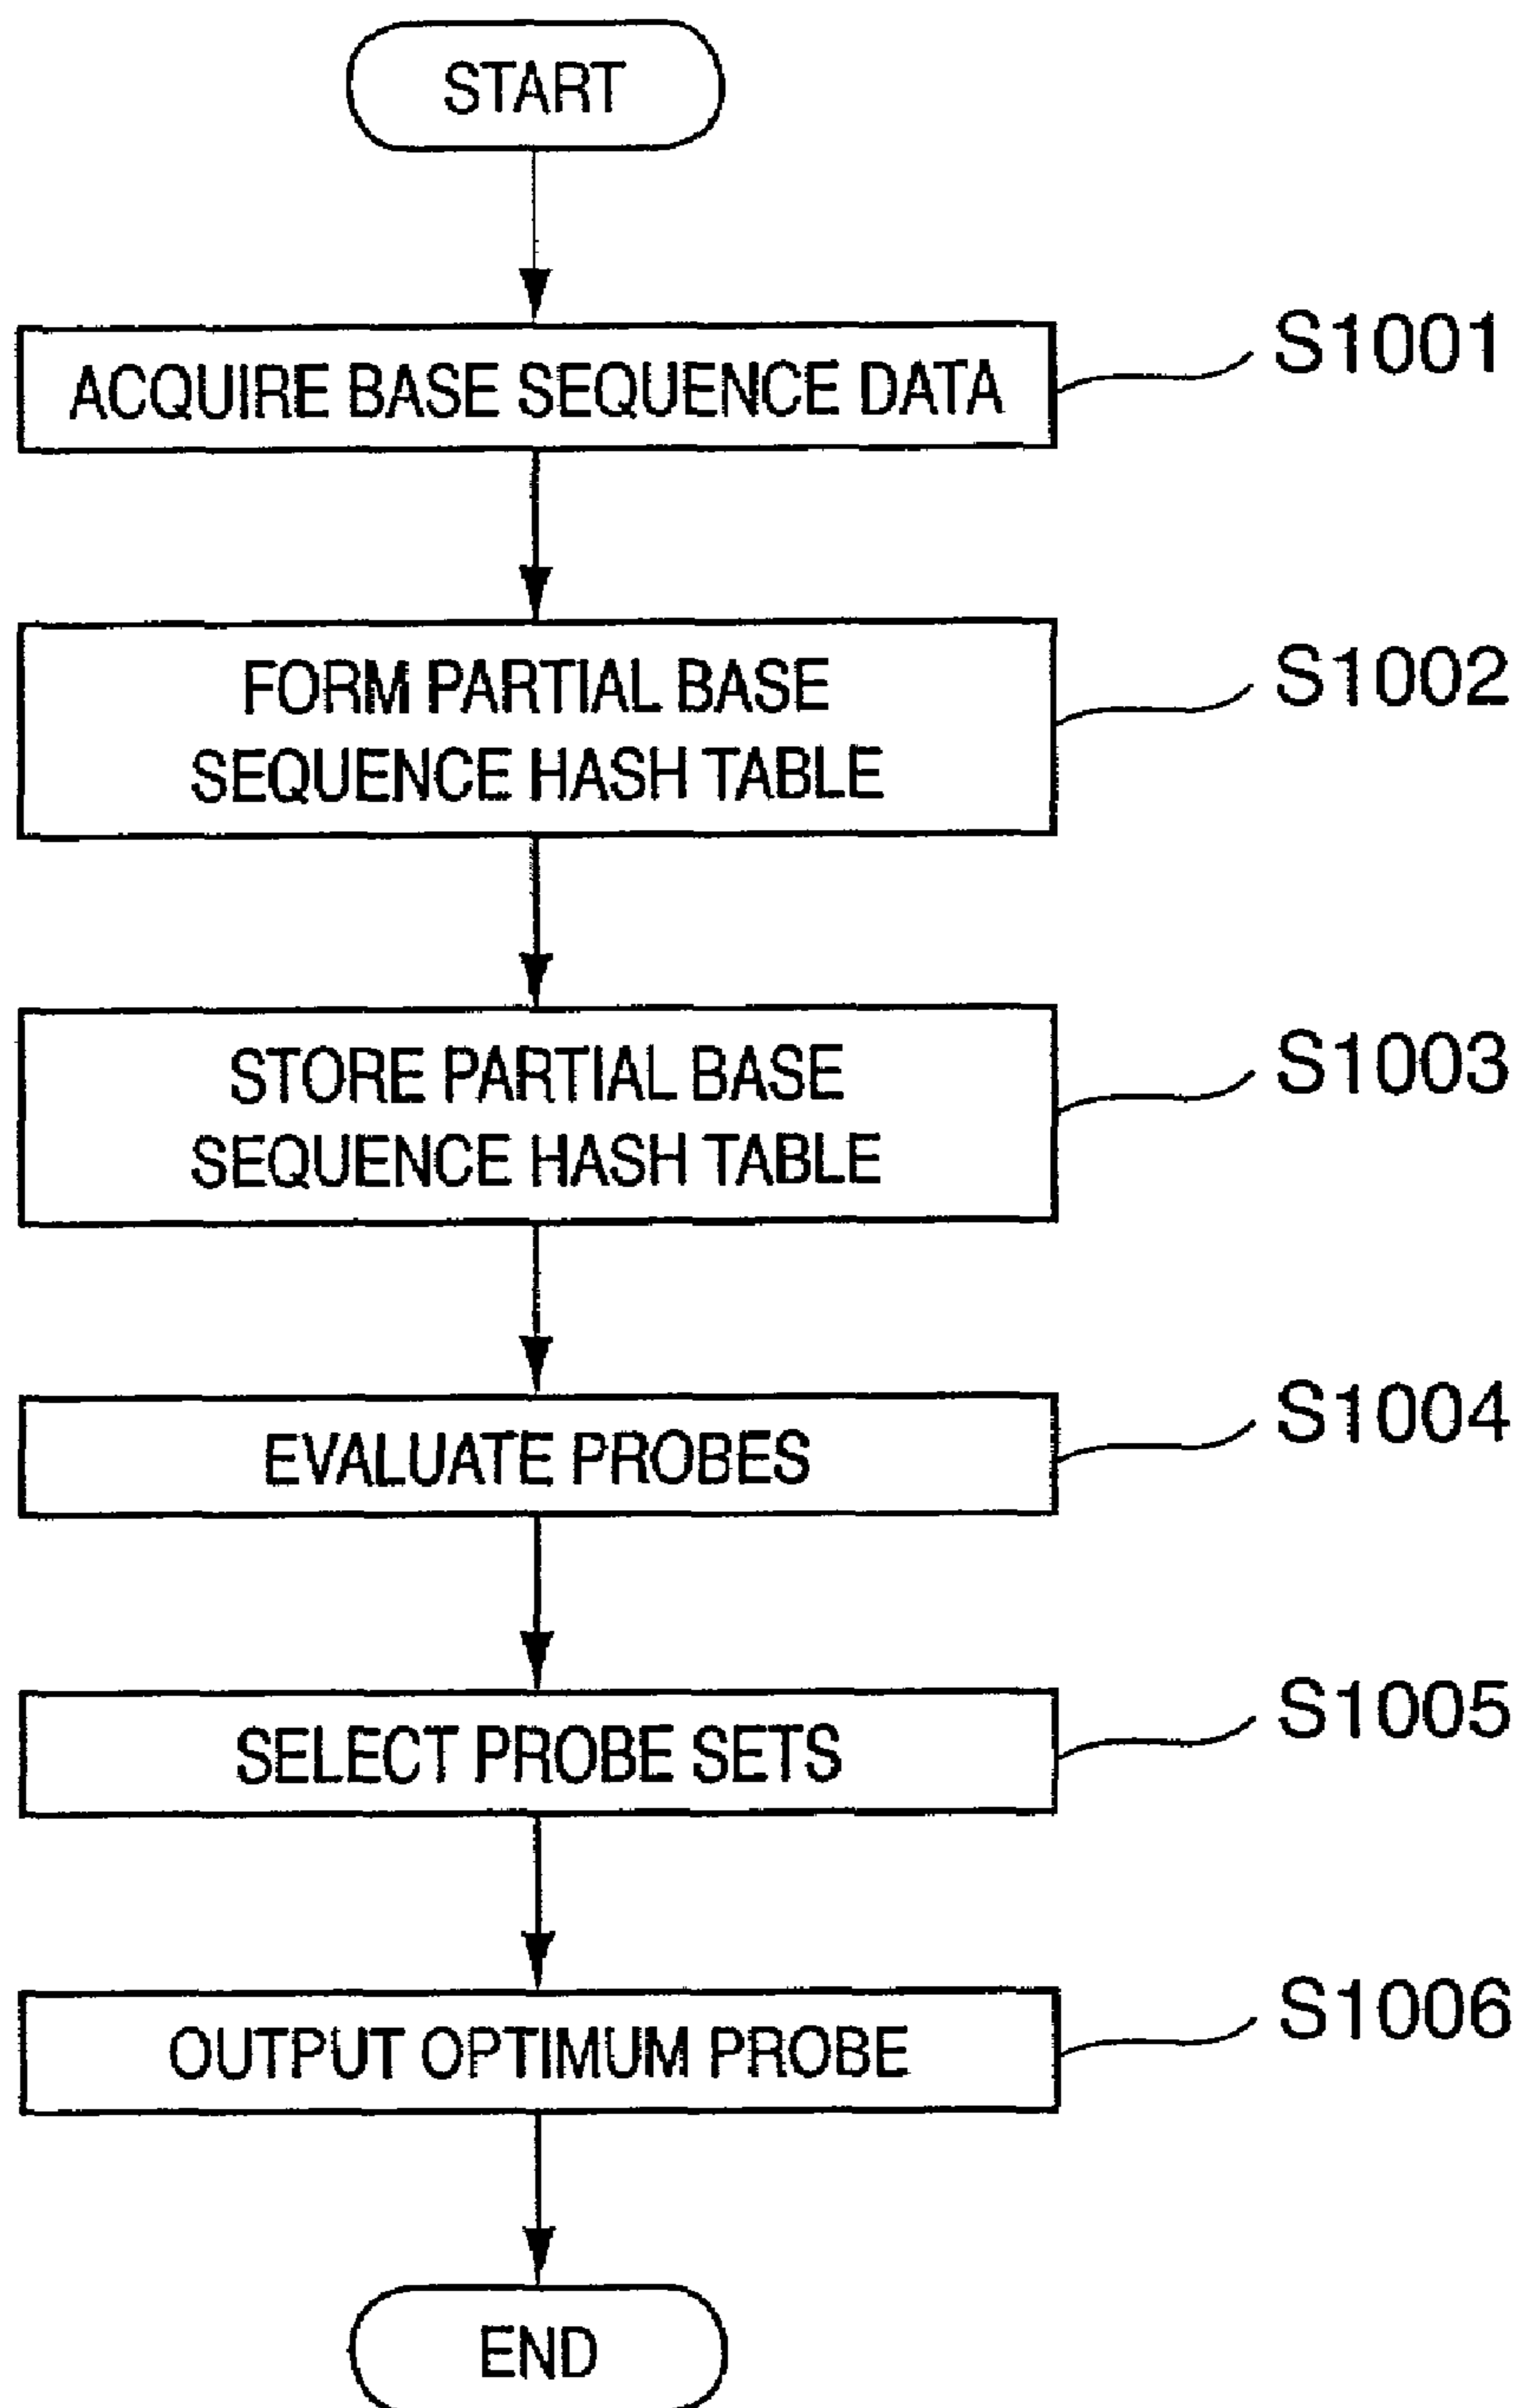 START
ACQUIRE BASE SEQUENCE DATA
S1001
FORM PARTIAL BASE
SEQUENCE HASH TABLE
S1002
STORE PARTIAL BASE
SEQUENCE HASH TABLE
S1003
EVALUATE PROBES
S1004
SELECT PROBE SETS
S1005
OUTPUT OPTIMUM PROBE
S1006
END